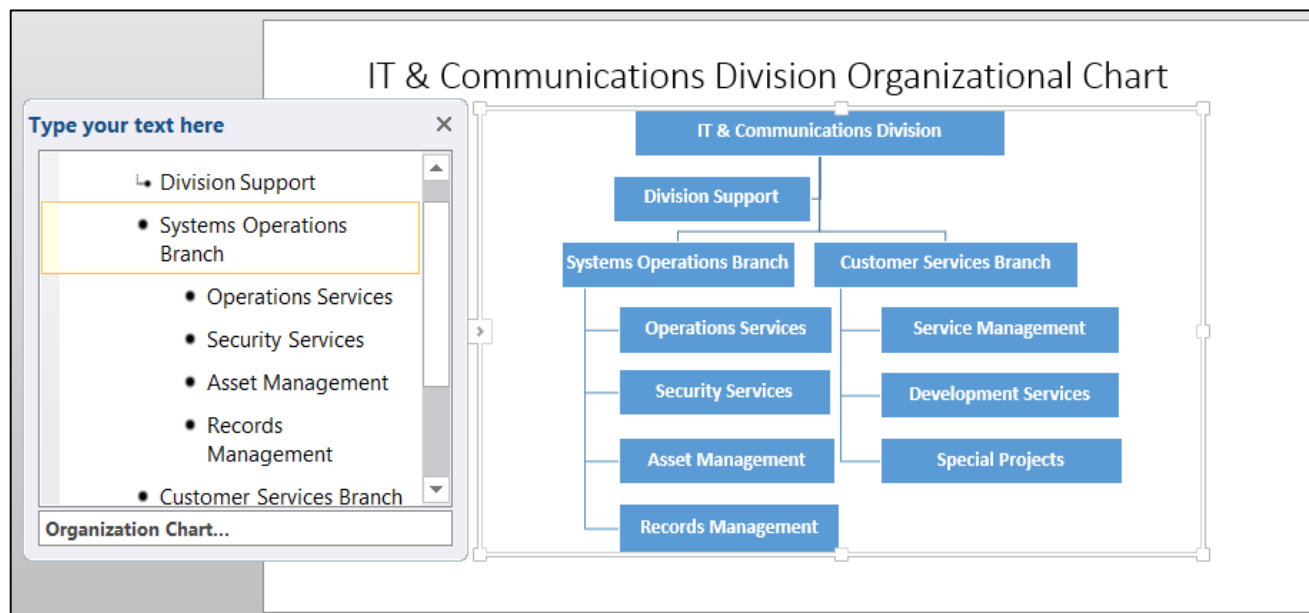 IT & Communications Division Organizational Chart
Type your text here
Division Support
Systems Operations
Branch
Operations Services
Security Services
Asset Management
Records
Management
Customer Services Branch
Organization Chart...
IT & Communications Division
Division Support
Systems Operations Branch
Customer Services Branch
Operations Services
Service Management
Security Services
Development Services
Asset Management
Special Projects
Records Management